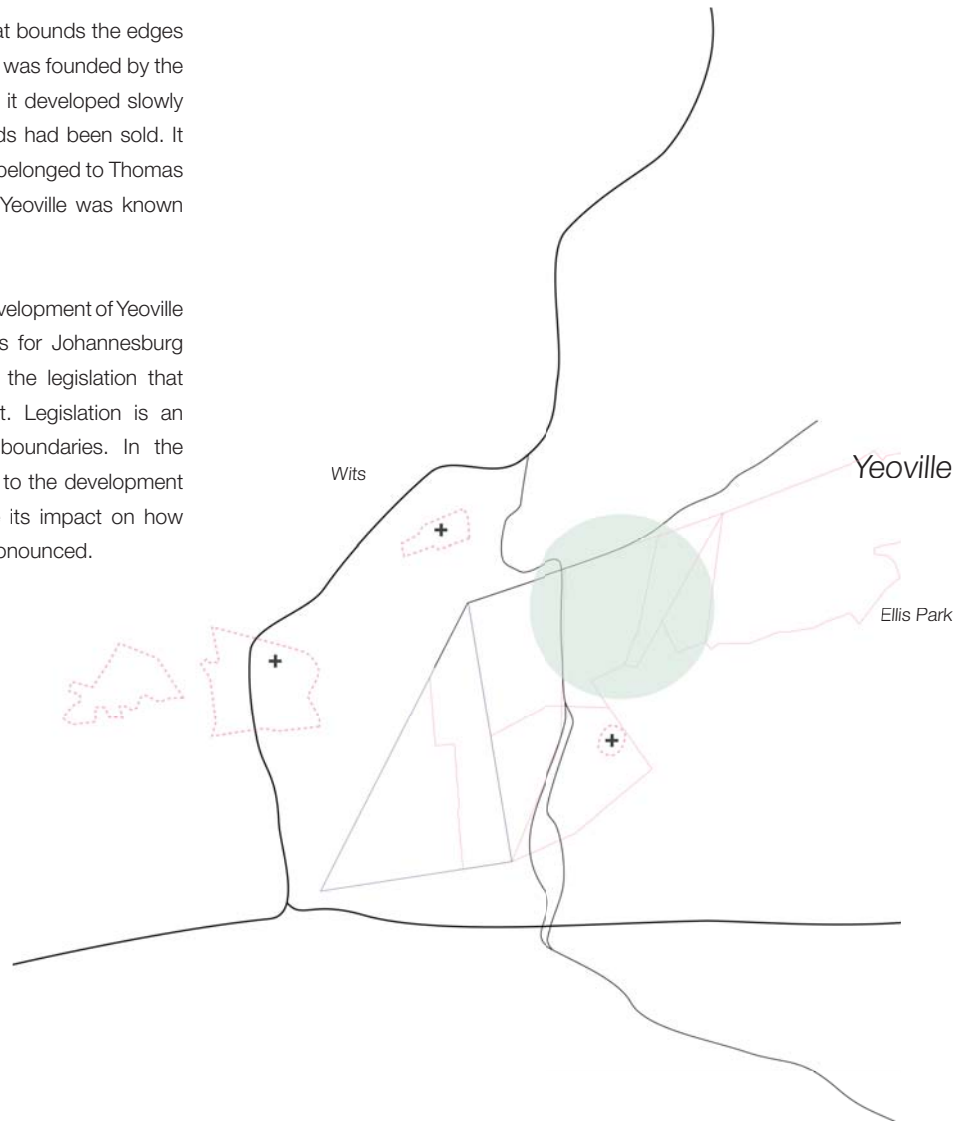 at bounds the edges
was founded by the
it developed slowly
ds had been sold. It
belonged to Thomas
Yeoville was known
velopment of Yeoville
s for Johannesburg
the legislation that
t. Legislation is an
boundaries. In the
to the development
its impact on how
onounced.
Wits
Yeoville
Ellis Park